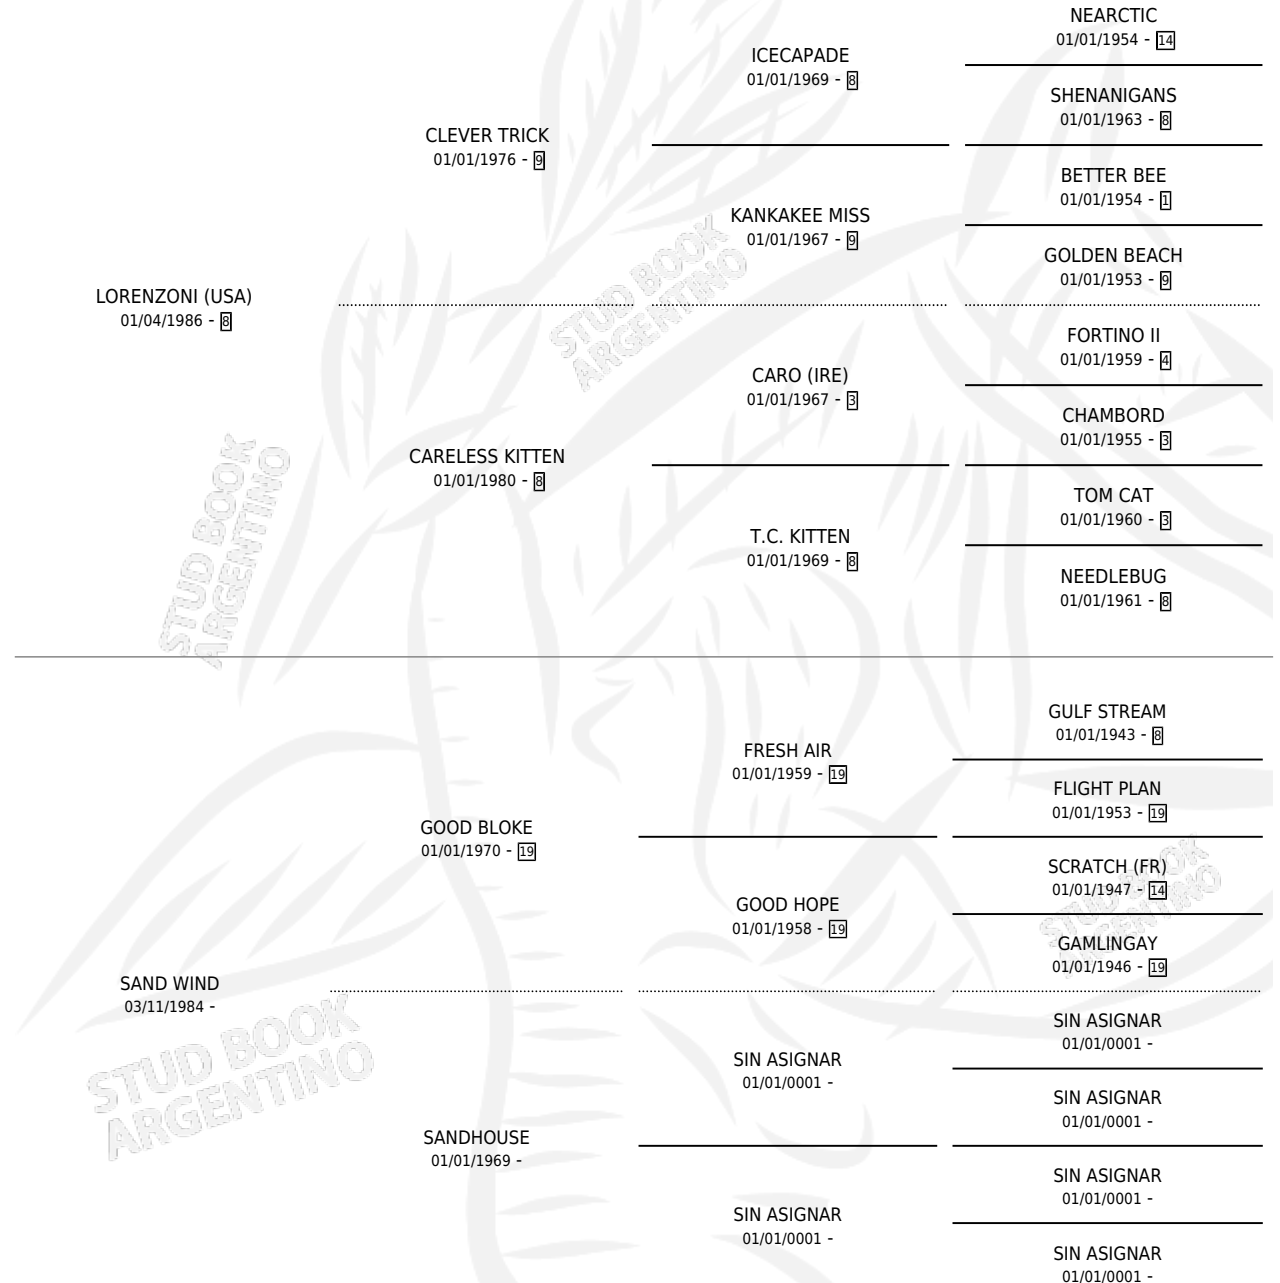 NEARCTIC
01/01/1954 - 14
ICECAPADE
01/01/1969 - 8
SHENANIGANS
01/01/1963 - 8
CLEVER TRICK
01/01/1976 - 9
BETTER BEE
01/01/1954 - 1
KANKAKEE MISS
01/01/1967 - 9
GOLDEN BEACH
01/01/1953 - 9
LORENZONI (USA)
01/04/1986 - 8
FORTINO II
01/01/1959 - 4
CARO (IRE)
01/01/1967 - 3
CHAMBORD
01/01/1955 - 3
CARELESS KITTEN
01/01/1980 - 8
TOM CAT
01/01/1960 - 3
T.C. KITTEN
01/01/1969 - 8
NEEDLEBUG
01/01/1961 - 8
GULF STREAM
01/01/1943 - 8
FRESH AIR
01/01/1959 - 19
FLIGHT PLAN
01/01/1953 - 19
GOOD BLOKE
01/01/1970 - 19
SCRATCH (FR)
01/01/1947 - 14
GOOD HOPE
01/01/1958 - 19
GAMLINGAY
01/01/1946 - 19
SAND WIND
03/11/1984 -
SIN ASIGNAR
01/01/0001 -
SIN ASIGNAR
01/01/0001 -
SIN ASIGNAR
01/01/0001 -
SANDHOUSE
01/01/1969 -
SIN ASIGNAR
01/01/0001 -
SIN ASIGNAR
01/01/0001 -
SIN ASIGNAR
01/01/0001 -
STUD BOOK
ARGENTINO
STUD BOOK
ARGENTINO
STUD BOOK
ARGENTINO
STUD BOOK
ARGENTINO